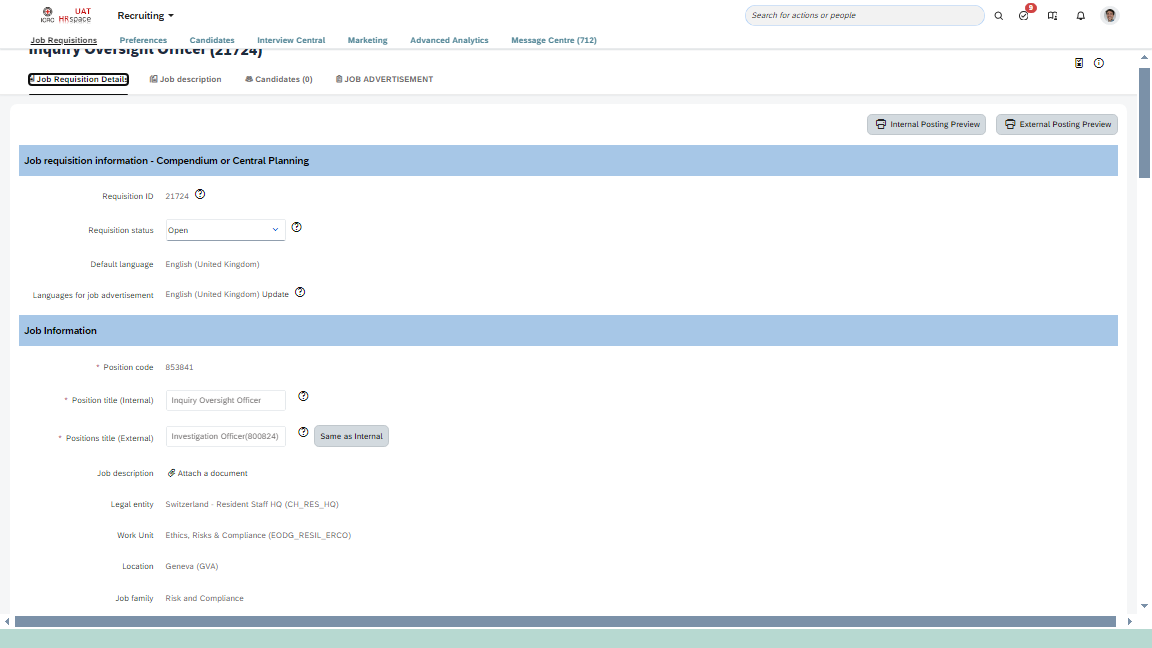 ICRC
UAT
HRspace
Recruiting
Search for actions or people
9
Job Requisitions
Preferences
Candidates
Interview Central
Marketing
Advanced Analytics
Message Centre (712)
Inquiry Oversight Officer (21724)
Job Requisition Details
Job description
Candidates (0)
JOB ADVERTISEMENT
Internal Posting Preview
External Posting Preview
Job requisition information - Compendium or Central Planning
Requisition ID 21724
Requisition status Open
Default language English (United Kingdom)
Languages for job advertisement English (United Kingdom) Update
Job Information
* Position code 853841
* Position title (Internal) Inquiry Oversight Officer
* Positions title (External) Investigation Officer(800824) Same as Internal
Job description Attach a document
Legal entity Switzerland - Resident Staff HQ (CH_RES_HQ)
Work Unit Ethics, Risks & Compliance (EODG_RESIL_ERCO)
Location Geneva (GVA)
Job family Risk and Compliance